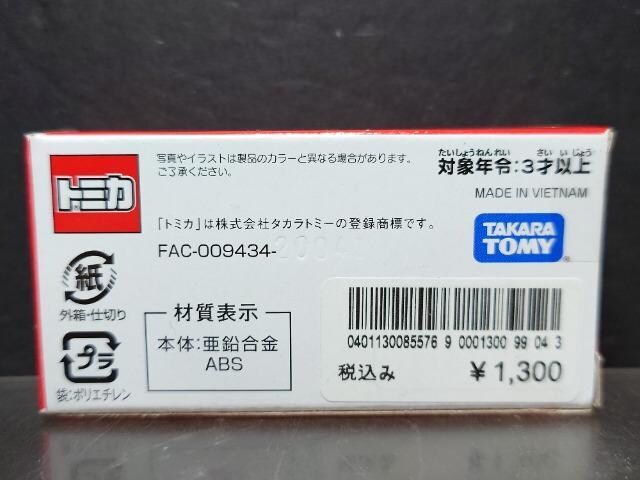 トミカ
写真やイラストは製品のカラーと異なる場合があります。
ご了承ください。
たいしょうねんれい さい いじょう
対象年令:3才以上
MADE IN VIETNAM
「トミカ」は株式会社タカラトミーの登録商標です。
FAC-009434-
TAKARA
TOMY
紙
外箱・仕切り
プラ
袋:ポリエチレン
材質表示
本体:亜鉛合金
ABS
0401130085576 9 0001300 99 04 3
税込み ¥1,300